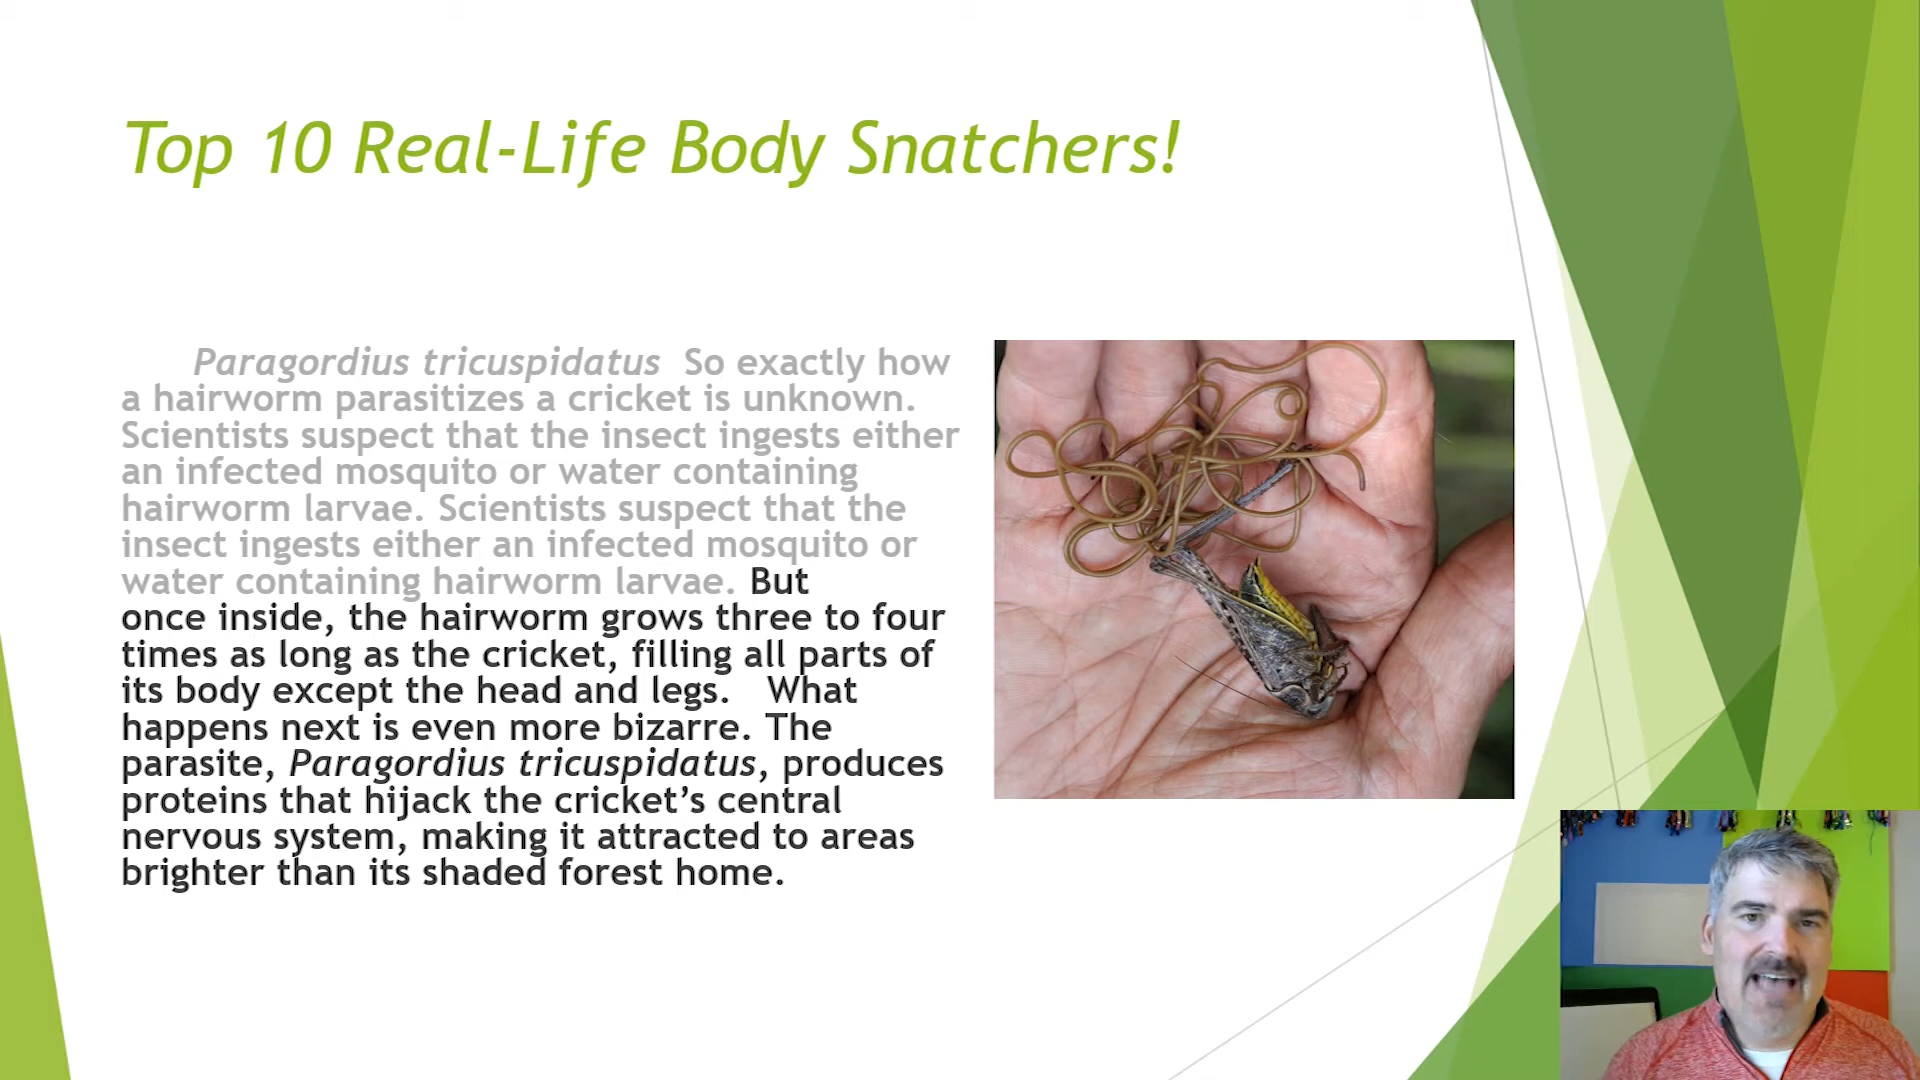 Top 10 Real-Life Body Snatchers!
Paragordius tricuspidatus So exactly how
a hairworm parasitizes a cricket is unknown.
Scientists suspect that the insect ingests either
an infected mosquito or water containing
hairworm larvae. Scientists suspect that the
insect ingests either an infected mosquito or
water containing hairworm larvae. But
once inside, the hairworm grows three to four
times as long as the cricket, filling all parts of
its body except the head and legs. What
happens next is even more bizarre. The
parasite, Paragordius tricuspidatus, produces
proteins that hijack the cricket’s central
nervous system, making it attracted to areas
brighter than its shaded forest home.